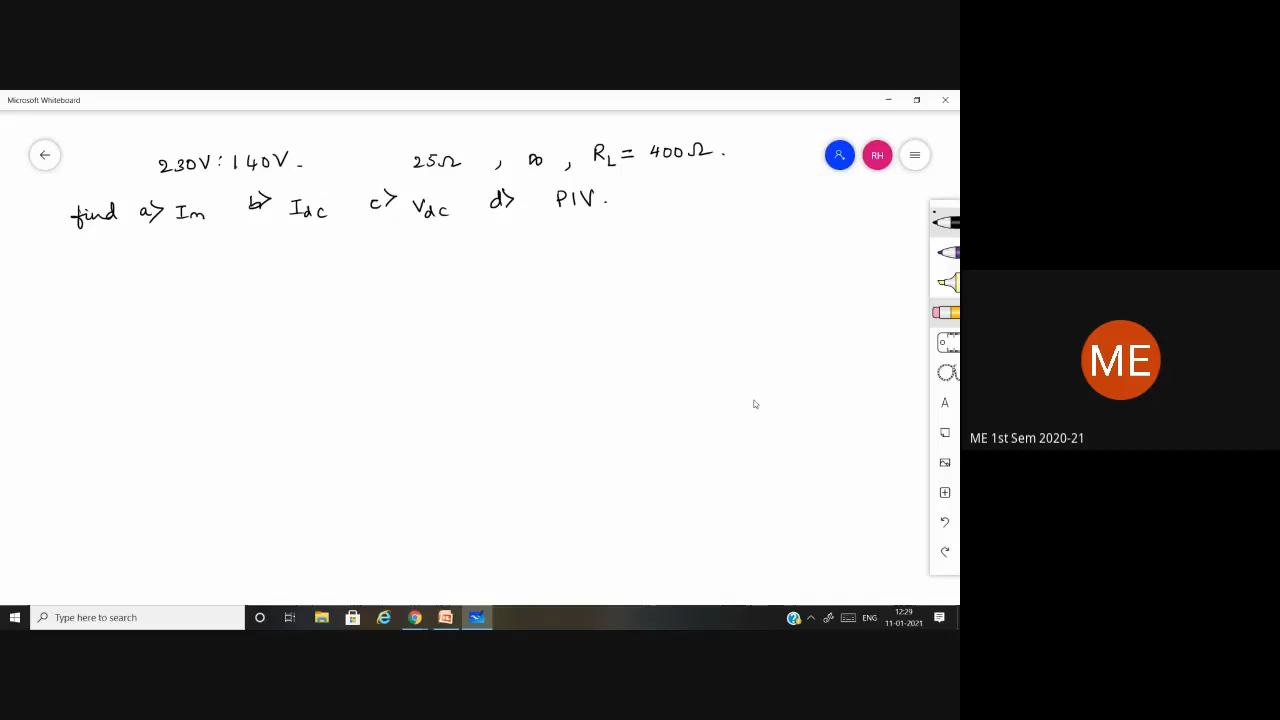 Microsoft Whiteboard
230V : 140V. 25Ω , ∞ , RL = 400Ω.
RH
find a> Im b> Idc c> Vdc d> PIV.
ME
A
ME 1st Sem 2020-21
Type here to search
ENG
12:29
11-01-2021